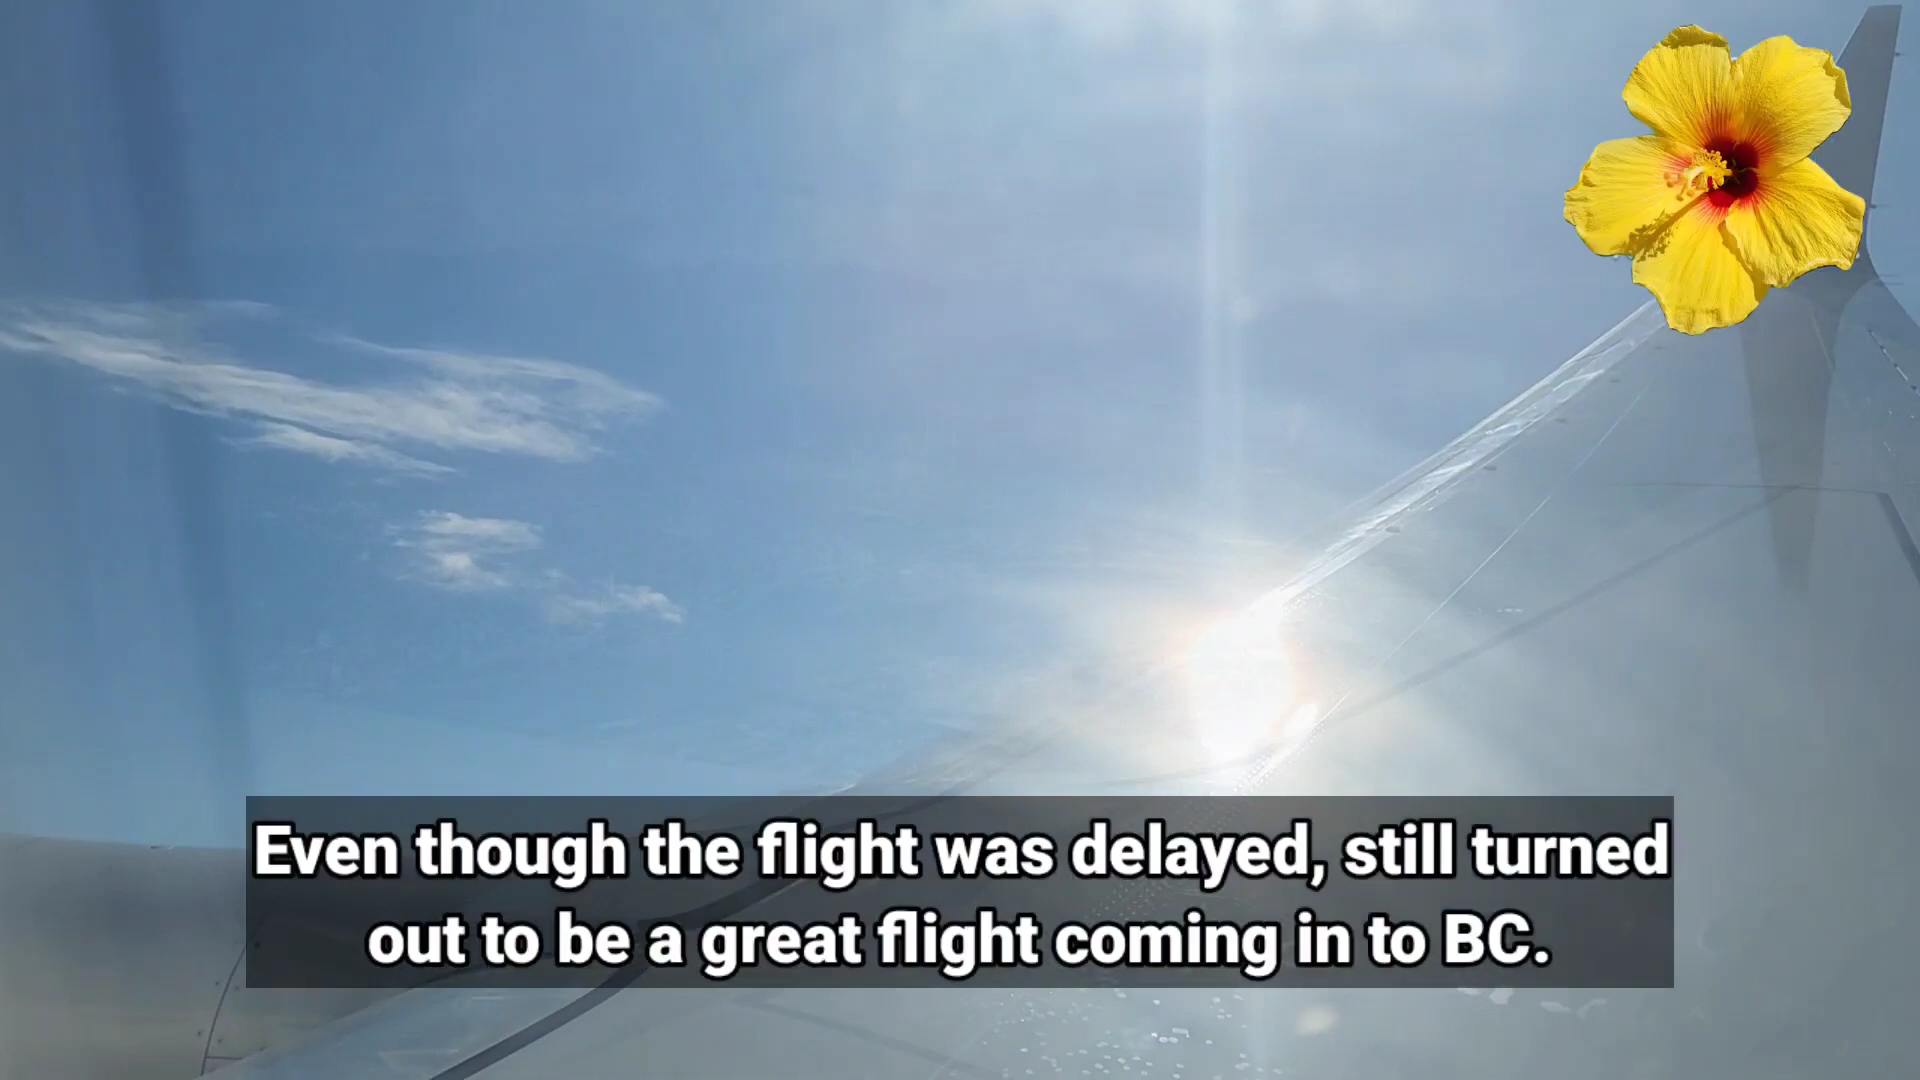 Even though the flight was delayed, still turned
out to be a great flight coming in to BC.